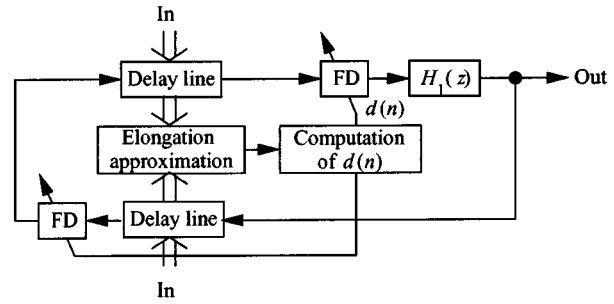 In
Delay line
FD
H₁(z)
Out
d(n)
Elongation
approximation
Computation
of d(n)
FD
Delay line
In